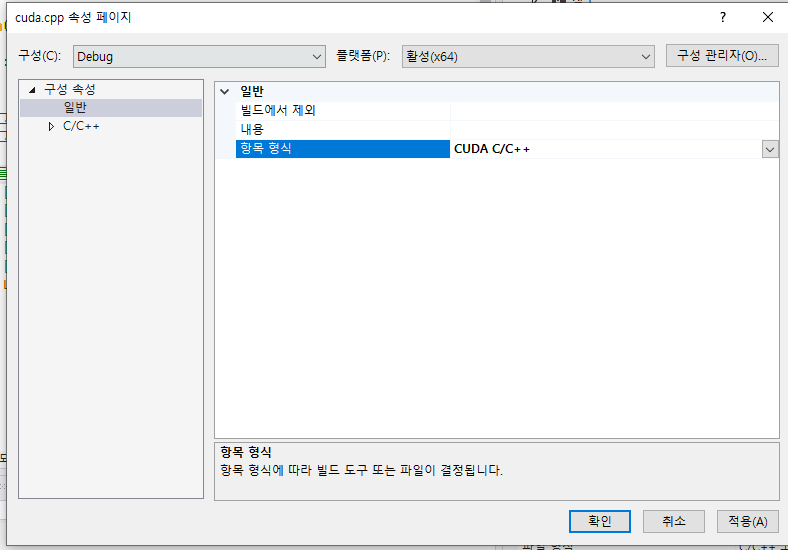 cuda.cpp 속성 페이지
?
구성(C): Debug 플랫폼(P): 활성(x64) 구성 관리자(O)...
구성 속성
일반
C/C++
일반
빌드에서 제외
내용
항목 형식 CUDA C/C++
항목 형식
항목 형식에 따라 빌드 도구 또는 파일이 결정됩니다.
확인 취소 적용(A)